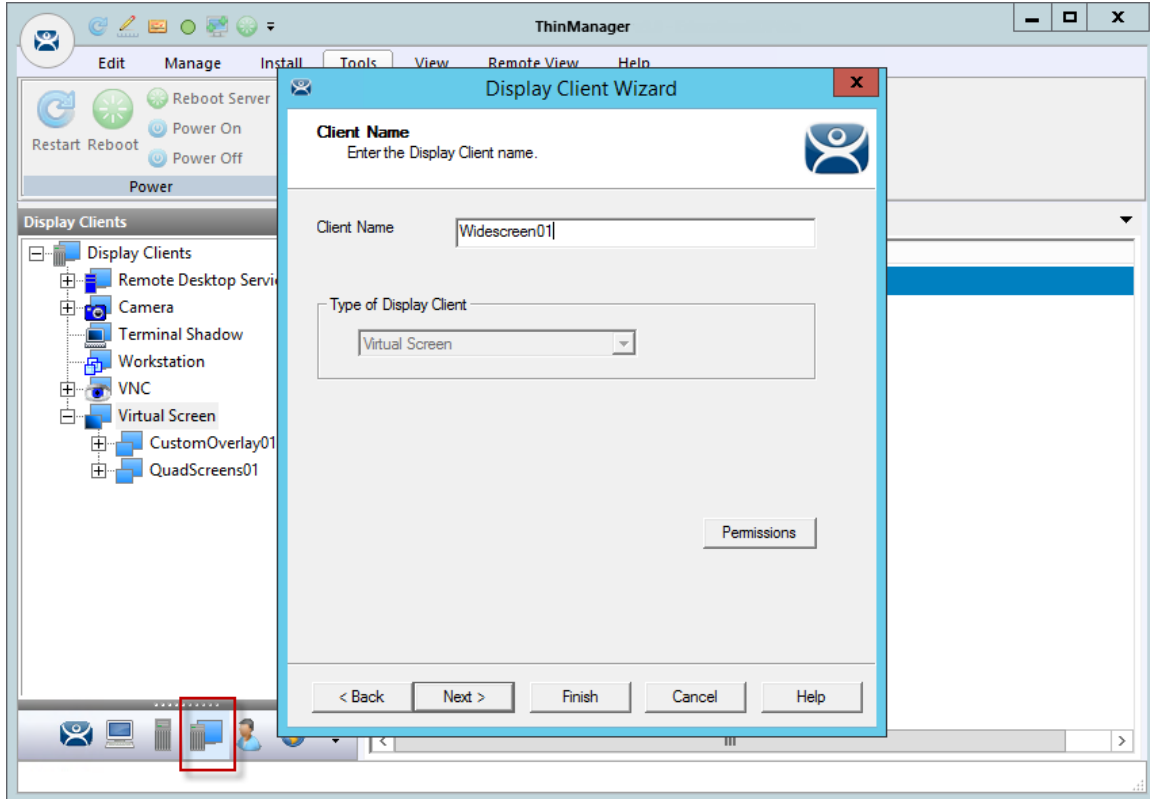 ThinManager
Edit Manage Install Tools View Remote View Help
Restart Reboot
Reboot Server
Power On
Power Off
Power
Display Clients
Display Clients
Remote Desktop Servi
Camera
Terminal Shadow
Workstation
VNC
Virtual Screen
CustomOverlay01
QuadScreens01
Display Client Wizard
X
Client Name
Enter the Display Client name.
Client Name Widescreen01
Type of Display Client
Virtual Screen
Permissions
< Back Next > Finish Cancel Help